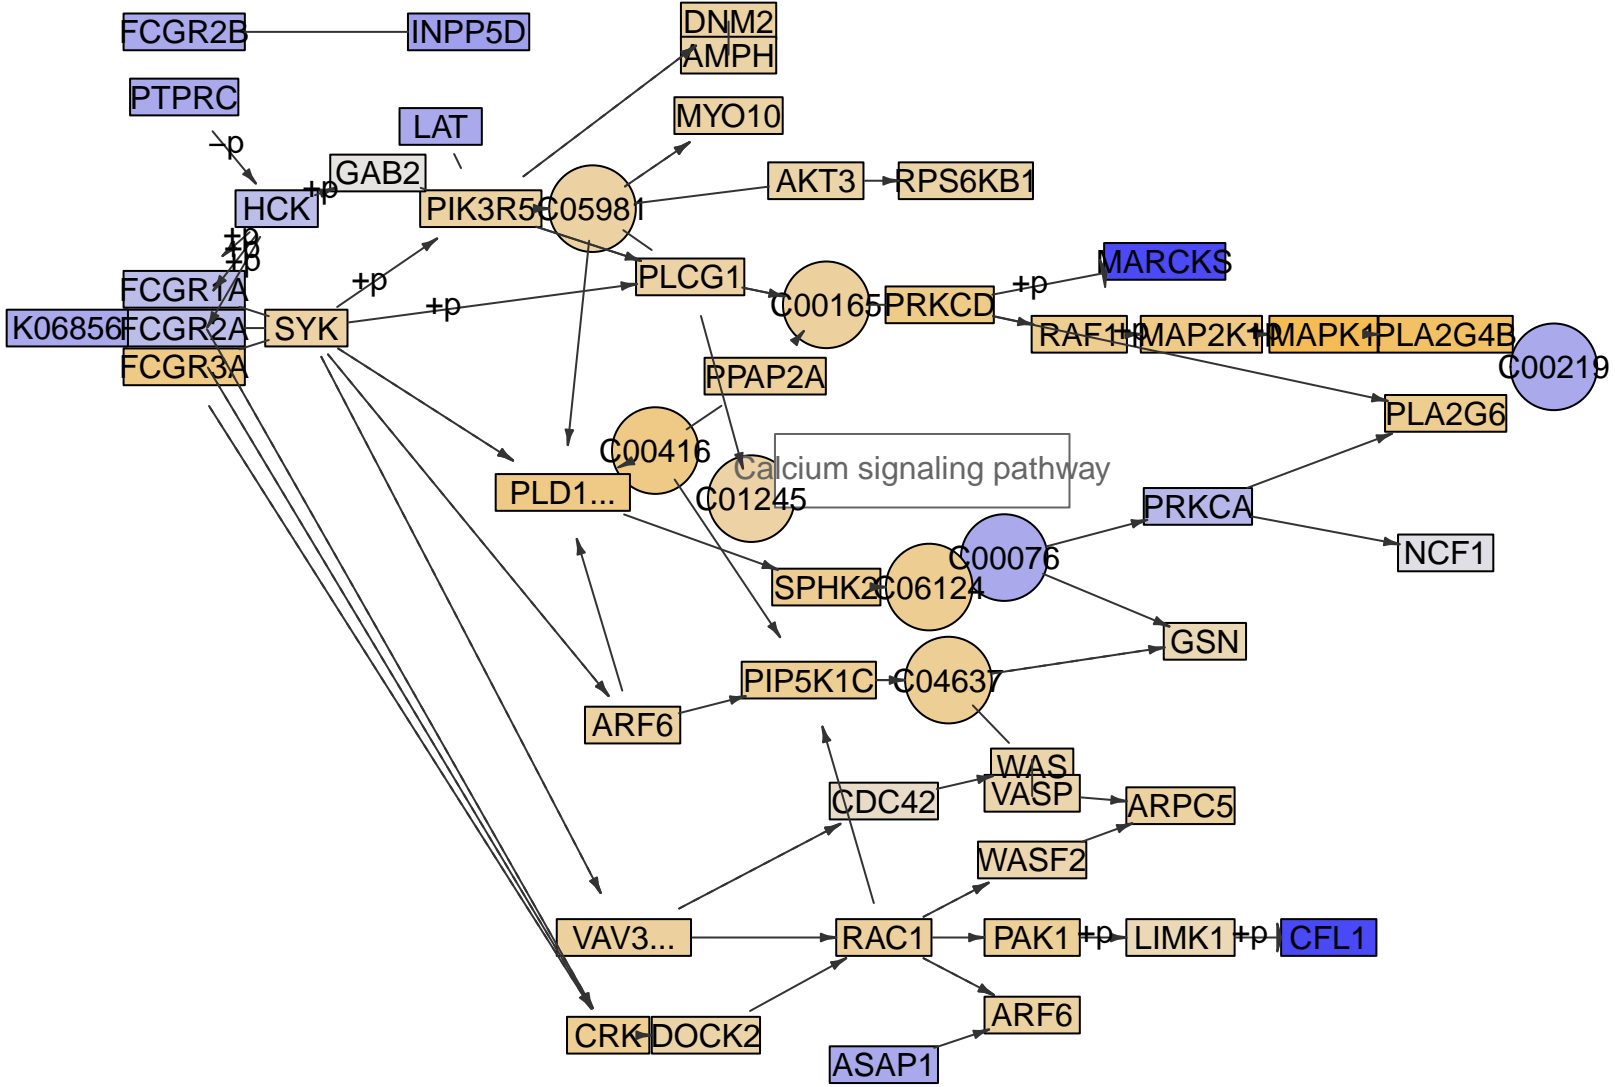 DNM2
FCGR2B
INPP5D
AMPH
PTPRC
MYO10
LAT
–p
GAB2
AKT3
RPS6KB1
+p
HCK
PIK3R5
C05981
+p
+p
+p
MARCKS
PLCG1
+p
+p
FCGR1A
+p
C00165
PRKCD
K06856
FCGR2A
SYK
RAF1
+p
MAP2K1
+p
MAPK1
PLA2G4B
FCGR3A
PPAP2A
C00219
PLA2G6
C00416
Calcium signaling pathway
PLD1...
C01245
PRKCA
C00076
NCF1
SPHK2
C06124
GSN
PIP5K1C
C04637
ARF6
WAS
VASP
CDC42
ARPC5
WASF2
VAV3...
RAC1
PAK1
+p
LIMK1
+p
CFL1
ARF6
CRK
DOCK2
ASAP1